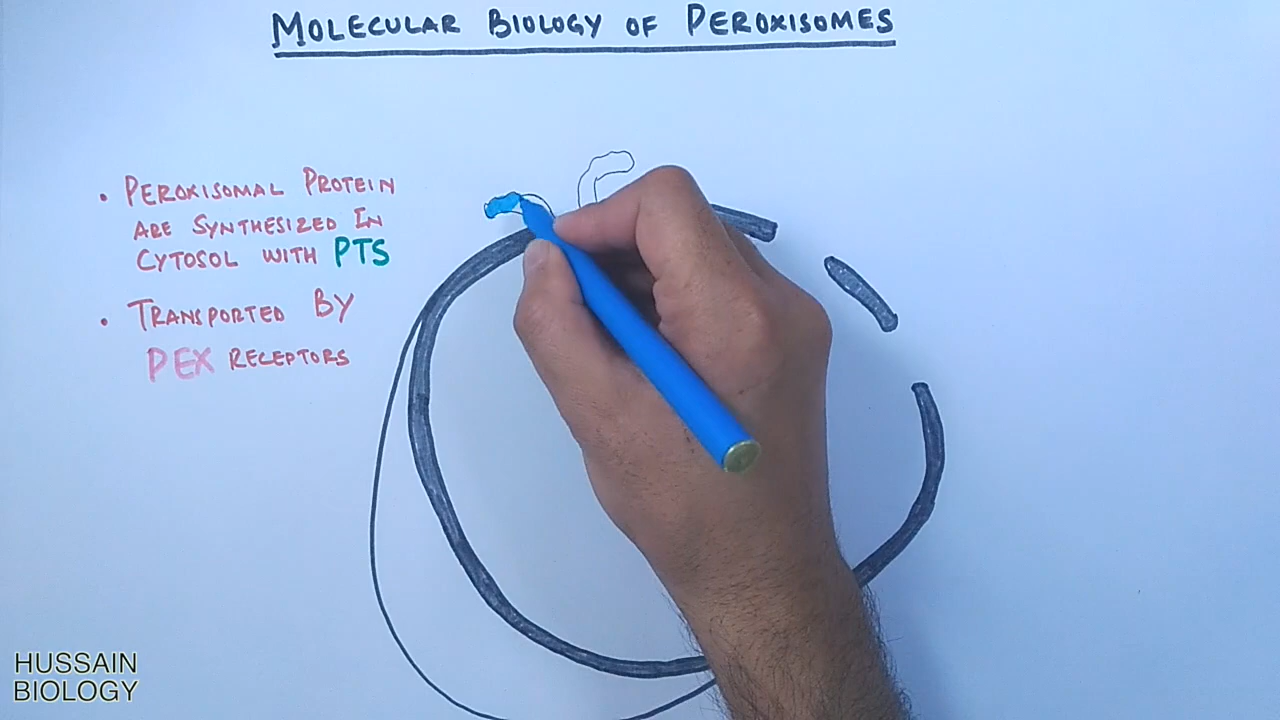 MOLECULAR BIOLOGY OF PEROXISOMES
• PEROXISOMAL PROTEIN
ARE SYNTHESIZED IN
CYTOSOL WITH PTS
• TRANSPORTED BY
PEX RECEPTORS
HUSSAIN
BIOLOGY